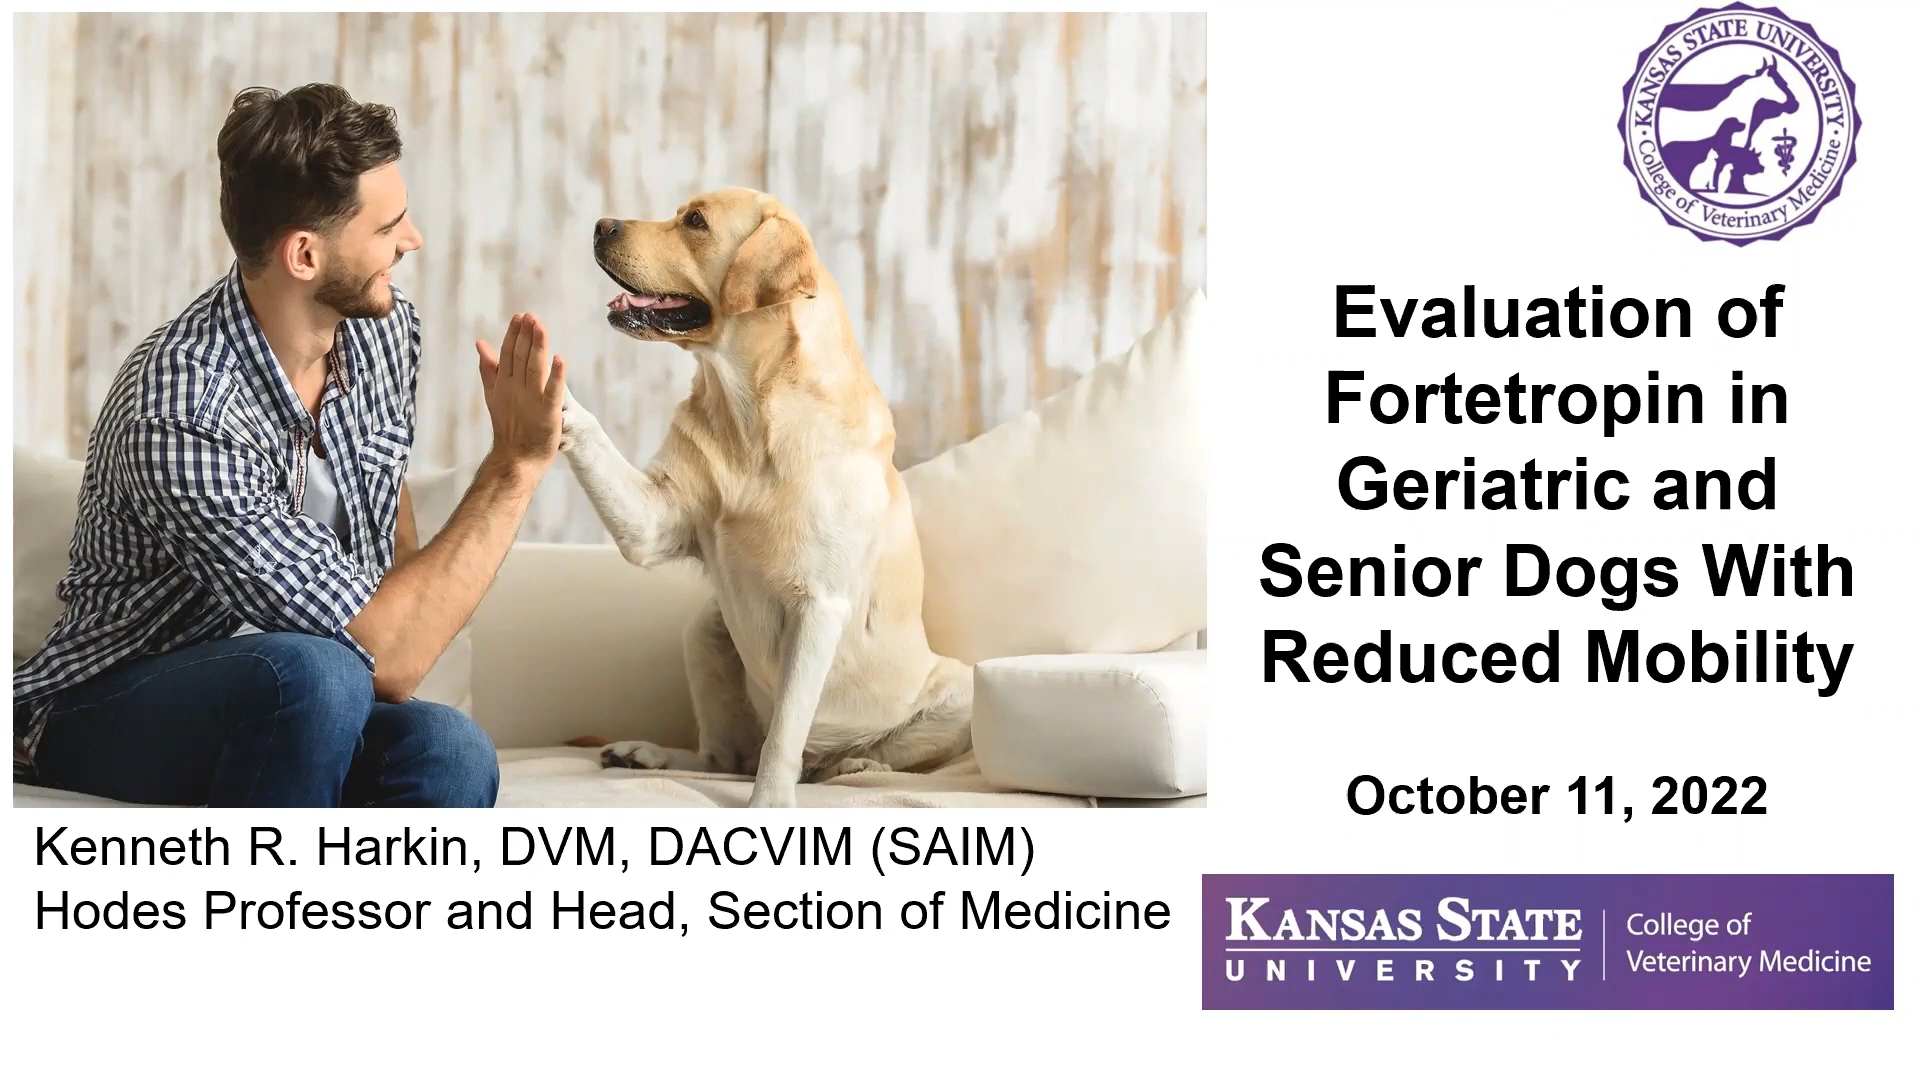 KANSAS STATE UNIVERSITY
College of Veterinary Medicine
Evaluation of
Fortetropin in
Geriatric and
Senior Dogs With
Reduced Mobility
October 11, 2022
Kenneth R. Harkin, DVM, DACVIM (SAIM)
Hodes Professor and Head, Section of Medicine
KANSAS STATE
UNIVERSITY
College of
Veterinary Medicine